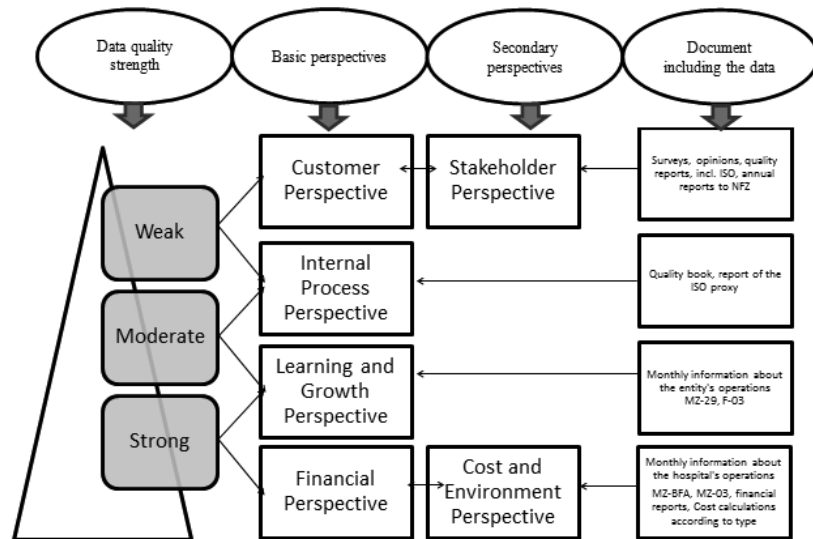 Data quality
strength
Basic perspectives
Secondary
perspectives
Document
including the data
Weak
Moderate
Strong
Customer
Perspective
Internal
Process
Perspective
Learning and
Growth
Perspective
Financial
Perspective
Stakeholder
Perspective
Cost and
Environment
Perspective
Surveys, opinions, quality
reports, incl. ISO, annual
reports to NFZ
Quality book, report of the
ISO proxy
Monthly information about
the entity's operations
MZ-29, F-03
Monthly information about
the hospital's operations
MZ-BFA, MZ-03, financial
reports, Cost calculations
according to type